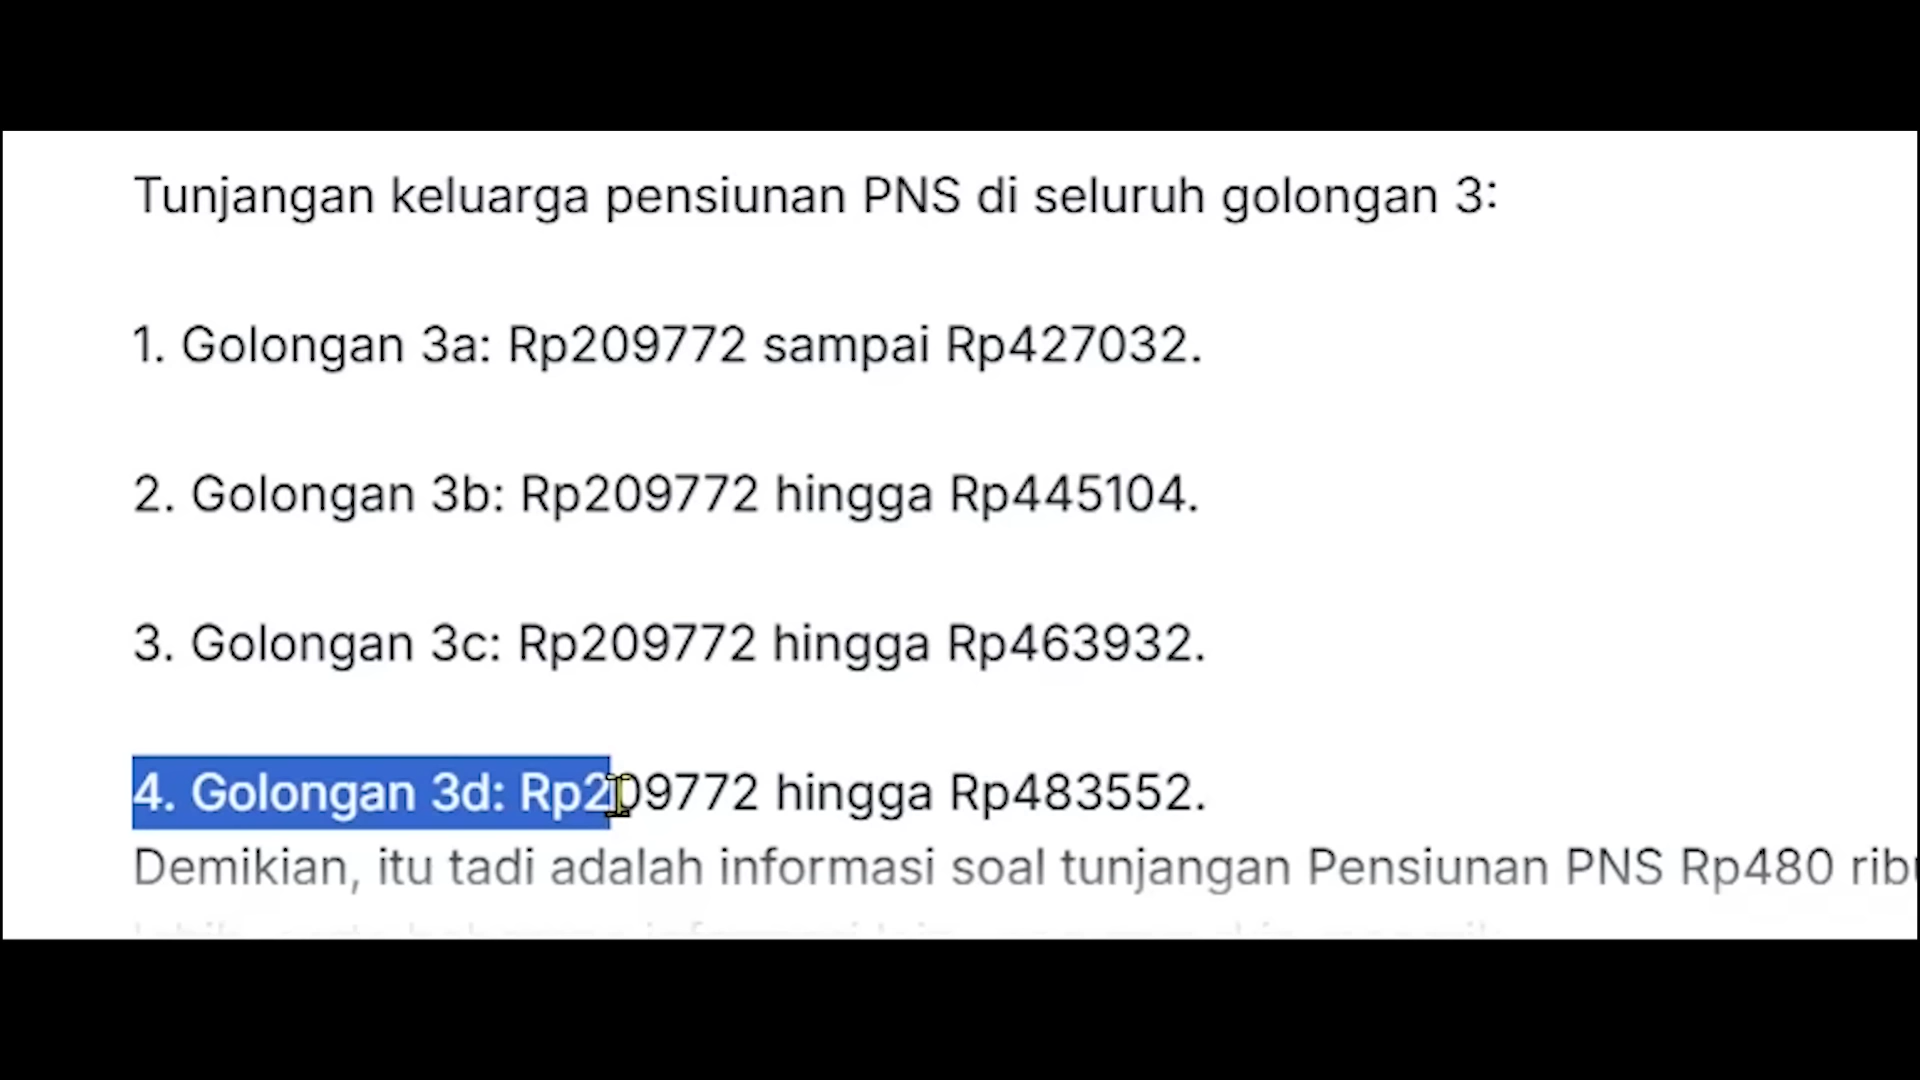 Tunjangan keluarga pensiunan PNS di seluruh golongan 3:
1. Golongan 3a: Rp209772 sampai Rp427032.
2. Golongan 3b: Rp209772 hingga Rp445104.
3. Golongan 3c: Rp209772 hingga Rp463932.
4. Golongan 3d: Rp209772 hingga Rp483552.
Demikian, itu tadi adalah informasi soal tunjangan Pensiunan PNS Rp480